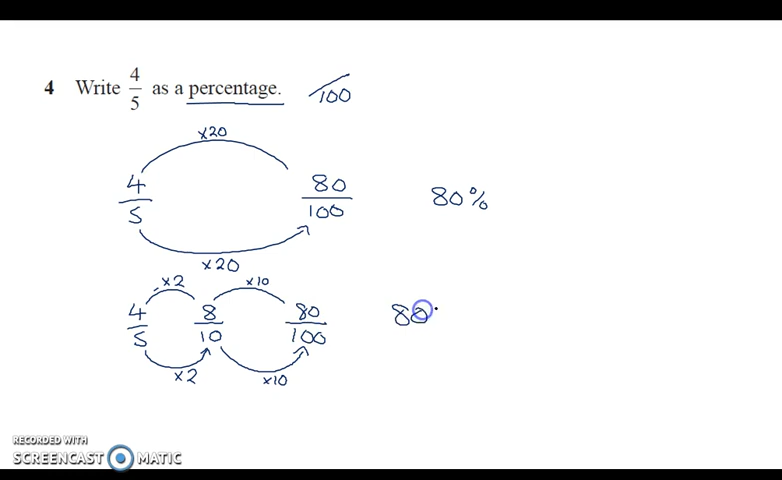 4 Write 4/5 as a percentage. /100
×20
4/5 80/100 80%
×20
×2 ×10
4/5 8/10 80/100 80
×2 ×10
RECORDED WITH
SCREENCAST MATIC